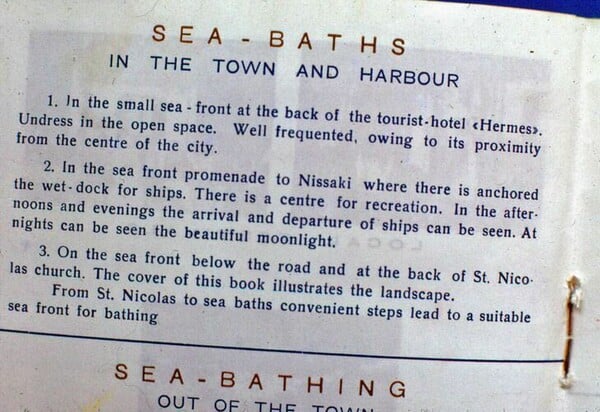 SEA - BATHS
IN THE TOWN AND HARBOUR
1. In the small sea - front at the back of the tourist-hotel «Hermes».
Undress in the open space. Well frequented, owing to its proximity
from the centre of the city.
2. In the sea front promenade to Nissaki where there is anchored
the wet-dock for ships. There is a centre for recreation. In the after-
noons and evenings the arrival and departure of ships can be seen. At
nights can be seen the beautiful moonlight.
3. On the sea front below the road and at the back of St. Nico-
las church. The cover of this book illustrates the landscape.
From St. Nicolas to sea baths convenient steps lead to a suitable
sea front for bathing
SEA - BATHING
OUT OF THE TOWN